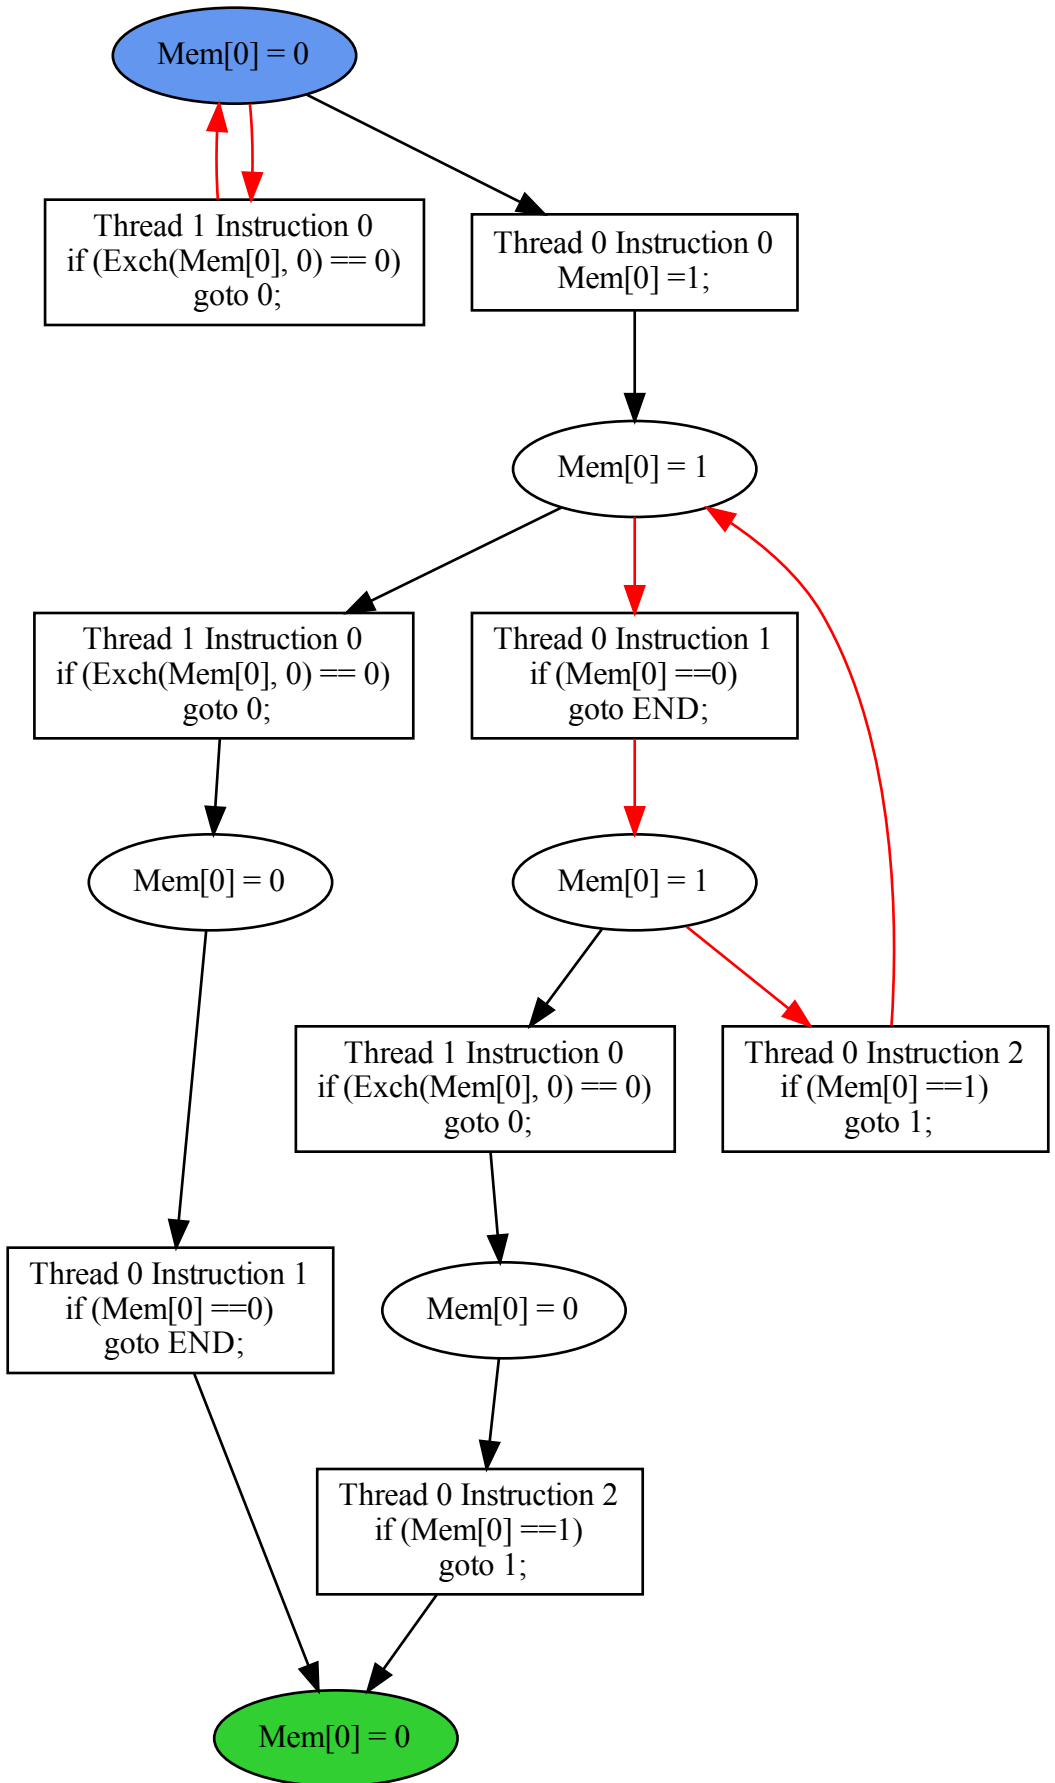 Mem[0] = 0
Thread 1 Instruction 0
if (Exch(Mem[0], 0) == 0)
goto 0;
Thread 0 Instruction 0
Mem[0] =1;
Mem[0] = 1
Thread 1 Instruction 0
if (Exch(Mem[0], 0) == 0)
goto 0;
Thread 0 Instruction 1
if (Mem[0] ==0)
goto END;
Mem[0] = 0
Mem[0] = 1
Thread 1 Instruction 0
if (Exch(Mem[0], 0) == 0)
goto 0;
Thread 0 Instruction 2
if (Mem[0] ==1)
goto 1;
Thread 0 Instruction 1
if (Mem[0] ==0)
goto END;
Mem[0] = 0
Thread 0 Instruction 2
if (Mem[0] ==1)
goto 1;
Mem[0] = 0